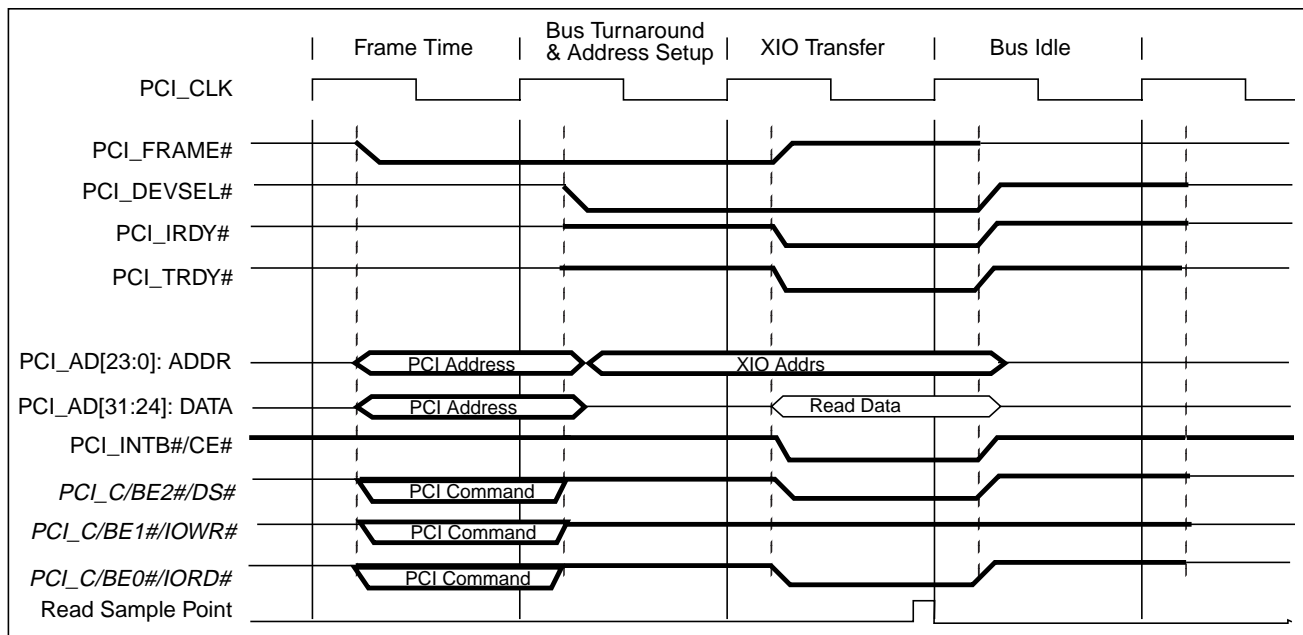 Frame Time
Bus Turnaround
& Address Setup
XIO Transfer
Bus Idle
PCI_CLK
PCI_FRAME#
PCI_DEVSEL#
PCI_IRDY#
PCI_TRDY#
PCI_AD[23:0]: ADDR
PCI Address
XIO Addrs
PCI_AD[31:24]: DATA
PCI Address
Read Data
PCI_INTB#/CE#
PCI_C/BE2#/DS#
PCI Command
PCI_C/BE1#/IOWR#
PCI Command
PCI_C/BE0#/IORD#
PCI Command
Read Sample Point